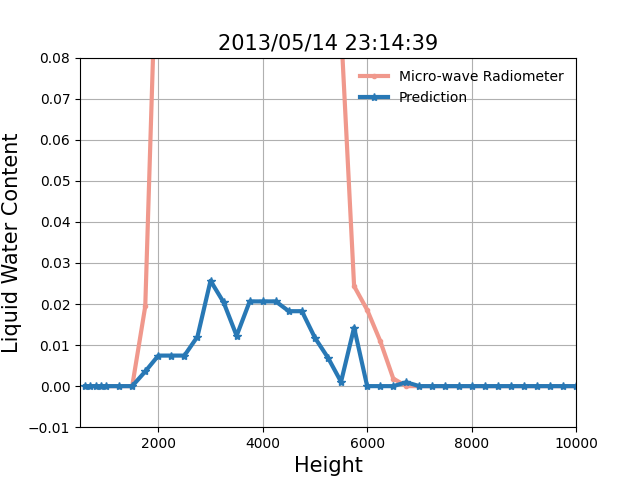 2013/05/14 23:14:39
Micro-wave Radiometer
Prediction
Liquid Water Content
0.08
0.07
0.06
0.05
0.04
0.03
0.02
0.01
0.00
−0.01
2000 4000 6000 8000 10000
Height